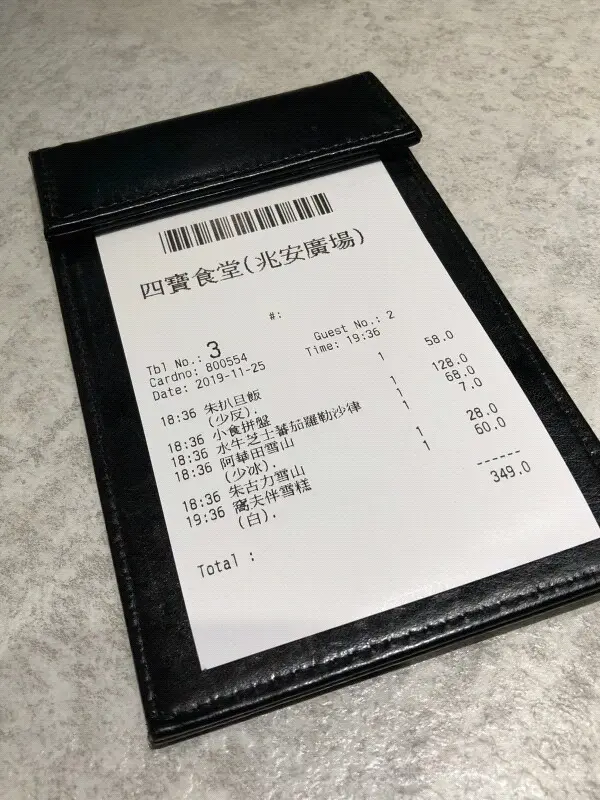 四寶食堂(兆安廣場)
#:
Tbl No.: 3 Guest No.: 2
Cardno: 800554 Time: 19:36
Date: 2019-11-25
18:36 朱扒旦飯 1 58.0
(少反).
18:36 小食拼盤 1 128.0
18:36 水牛芝士蕃茄羅勒沙律 1 68.0
18:36 阿華田雪山 1 7.0
(少冰).
18:36 朱古力雪山 1 28.0
19:36 窩夫伴雪糕 1 60.0
(白).
------
Total : 349.0